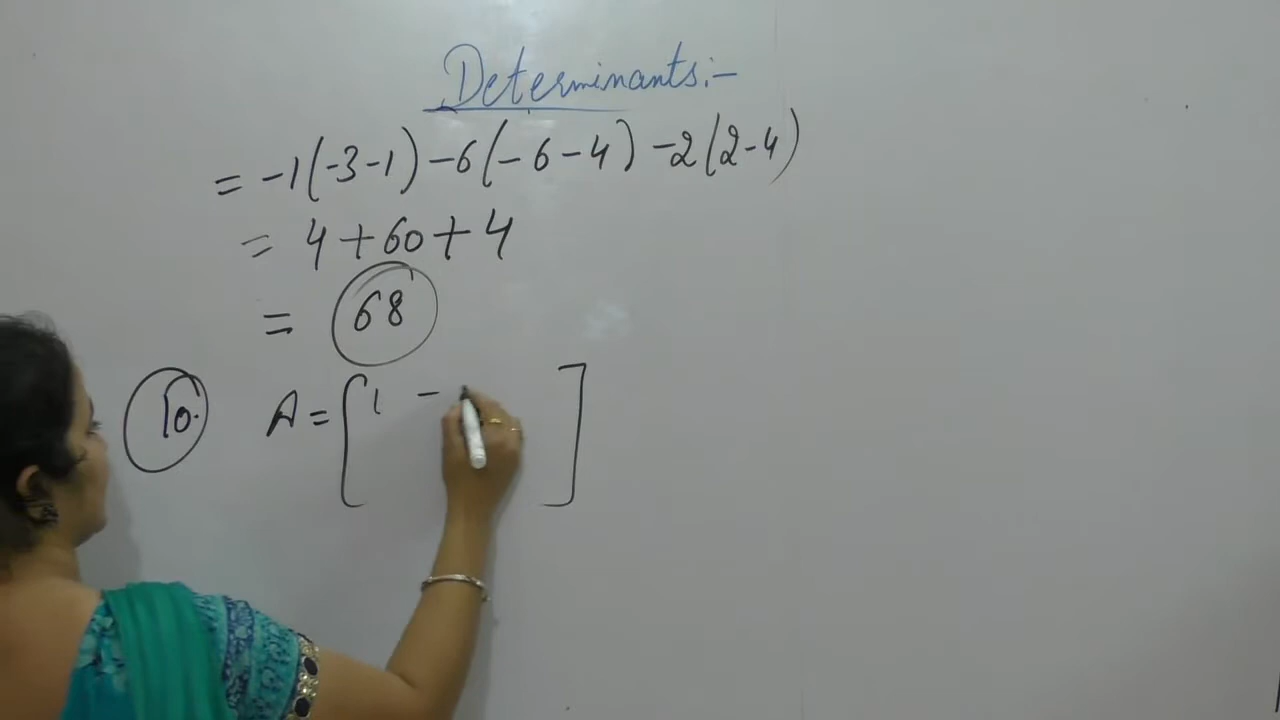 Determinants:-
= -1(-3-1) -6(-6-4) -2(2-4)
= 4+60+4
= 68
10. A = [1 - ]